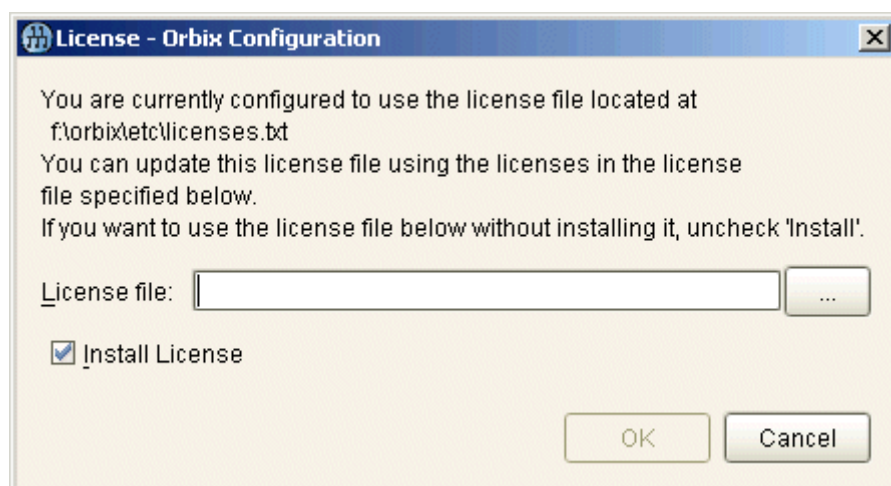 License - Orbix Configuration
You are currently configured to use the license file located at
f:\orbix\etc\licenses.txt
You can update this license file using the licenses in the license
file specified below.
If you want to use the license file below without installing it, uncheck 'Install'.
License file:
...
Install License
OK
Cancel